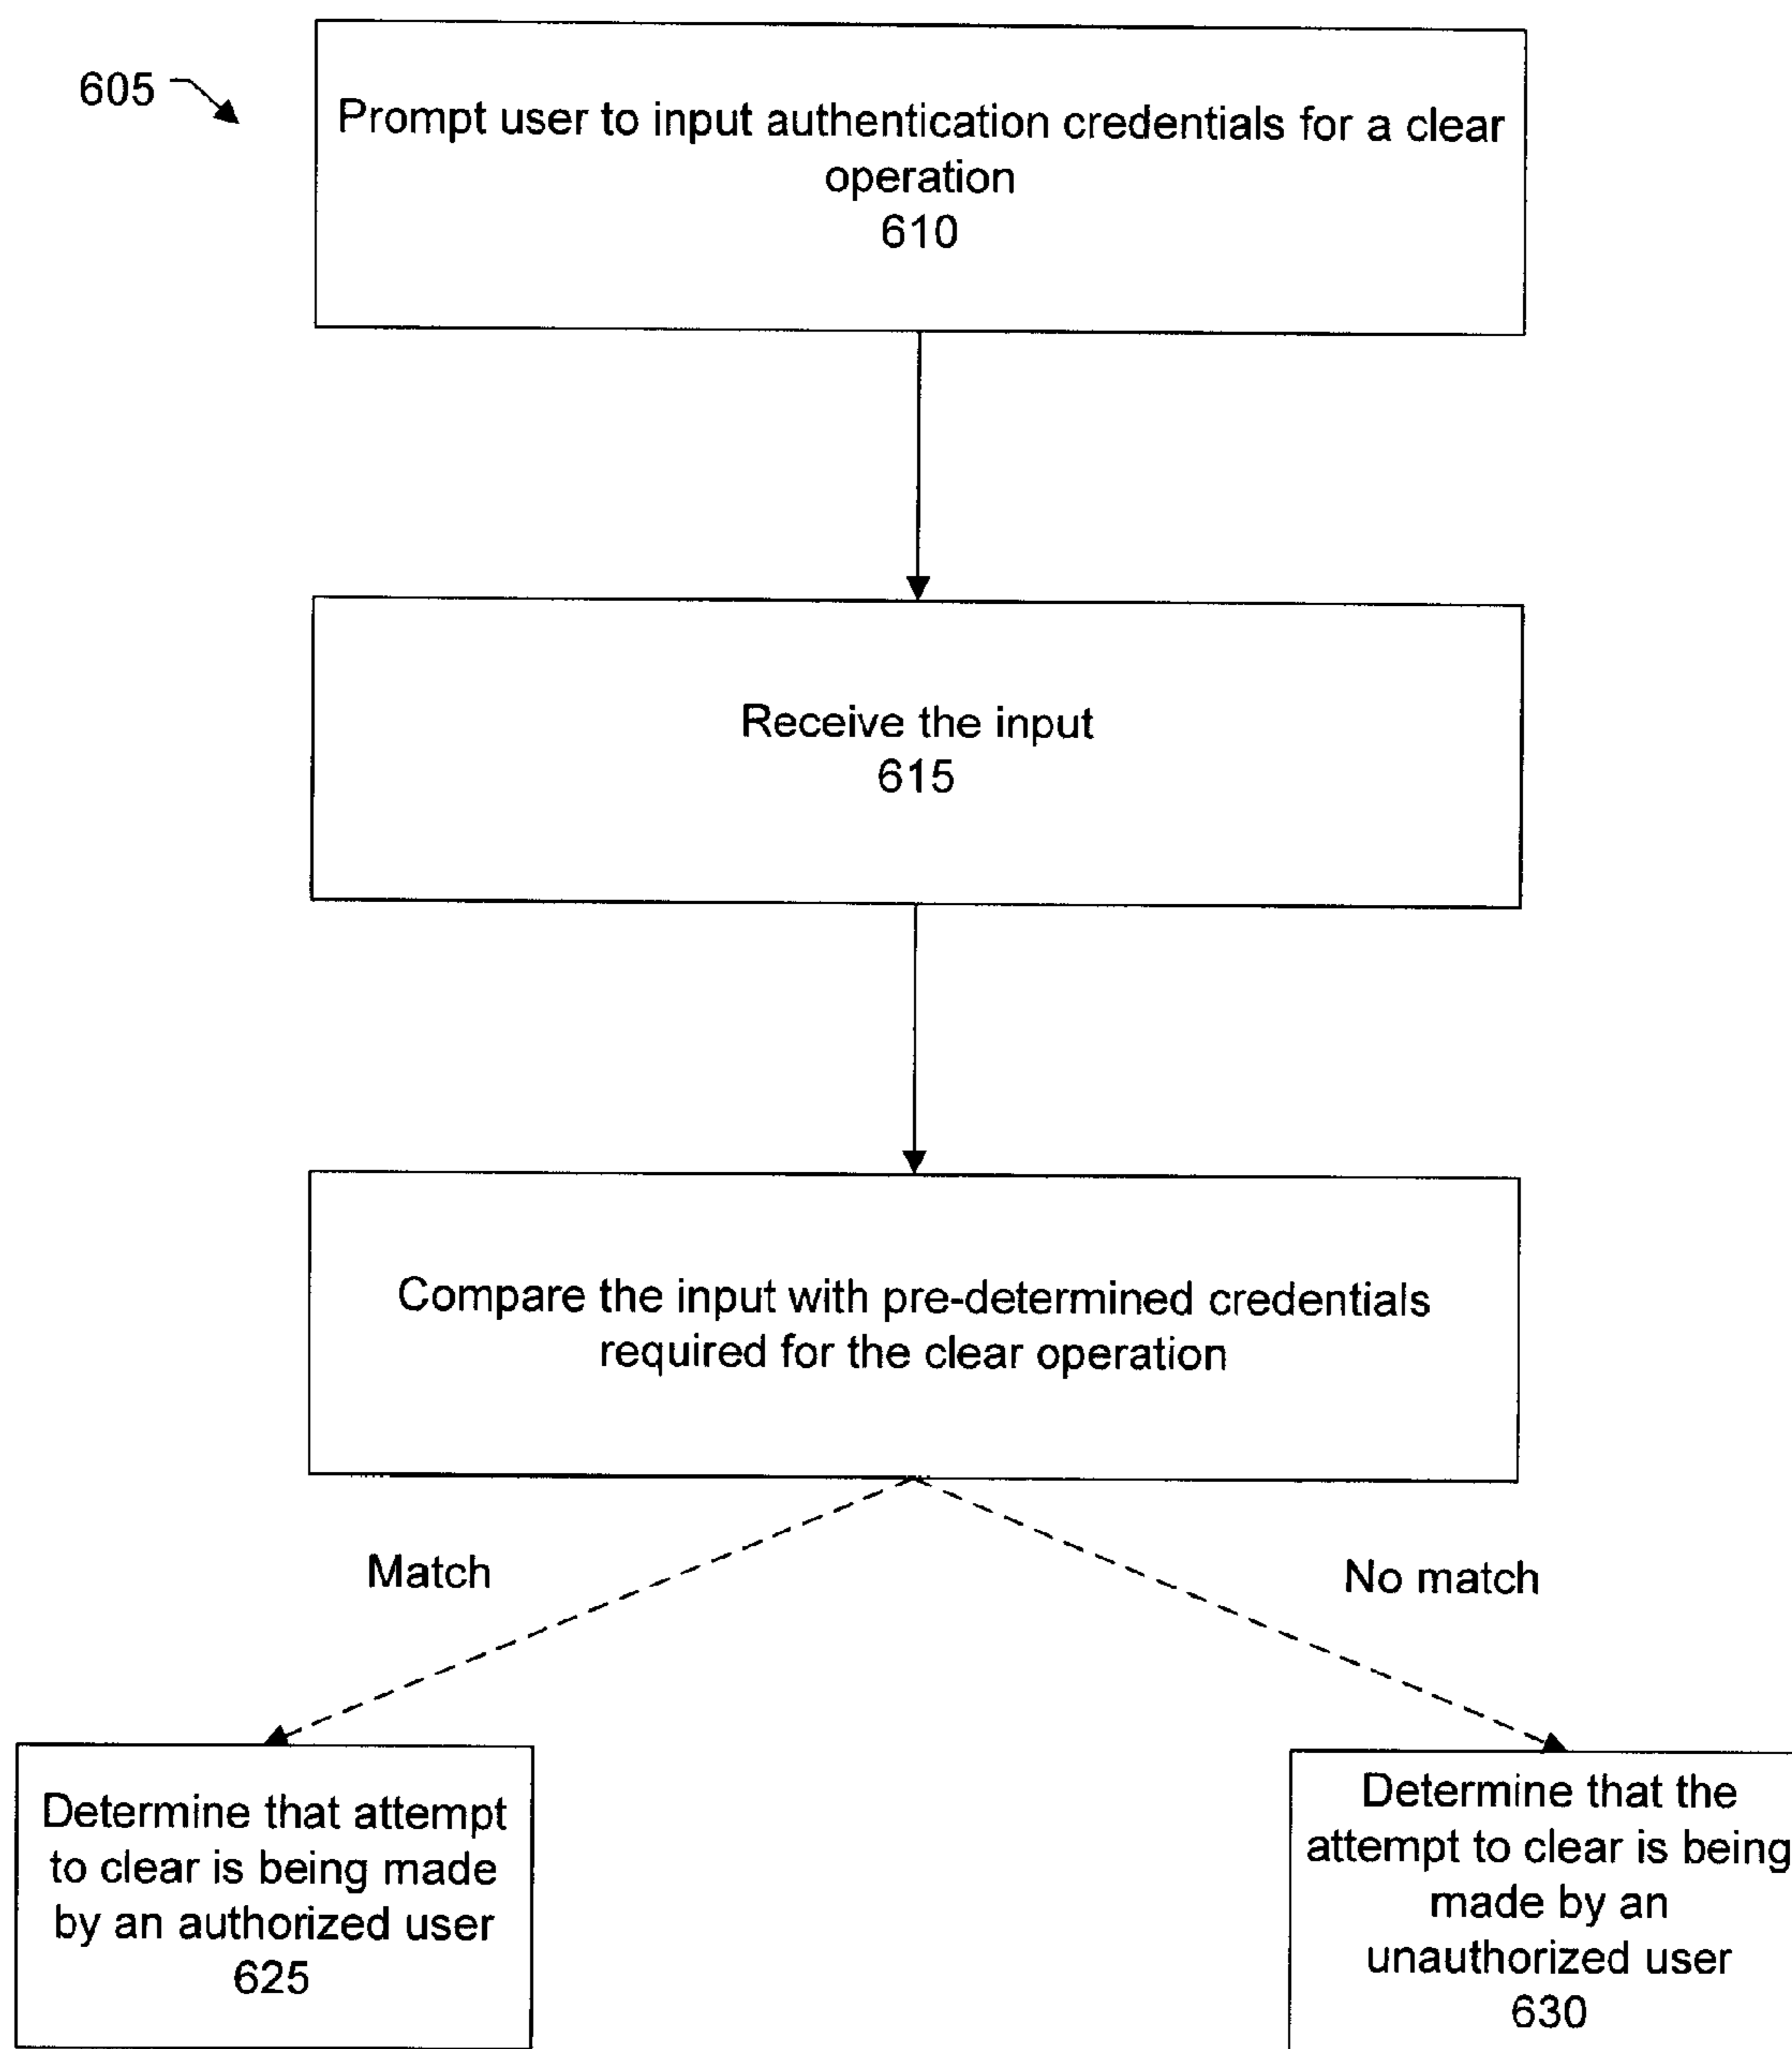 605
Prompt user to input authentication credentials for a clear
operation
610
Receive the input
615
Compare the input with pre-determined credentials
required for the clear operation
Match
No match
Determine that attempt
to clear is being made
by an authorized user
625
Determine that the
attempt to clear is being
made by an
unauthorized user
630